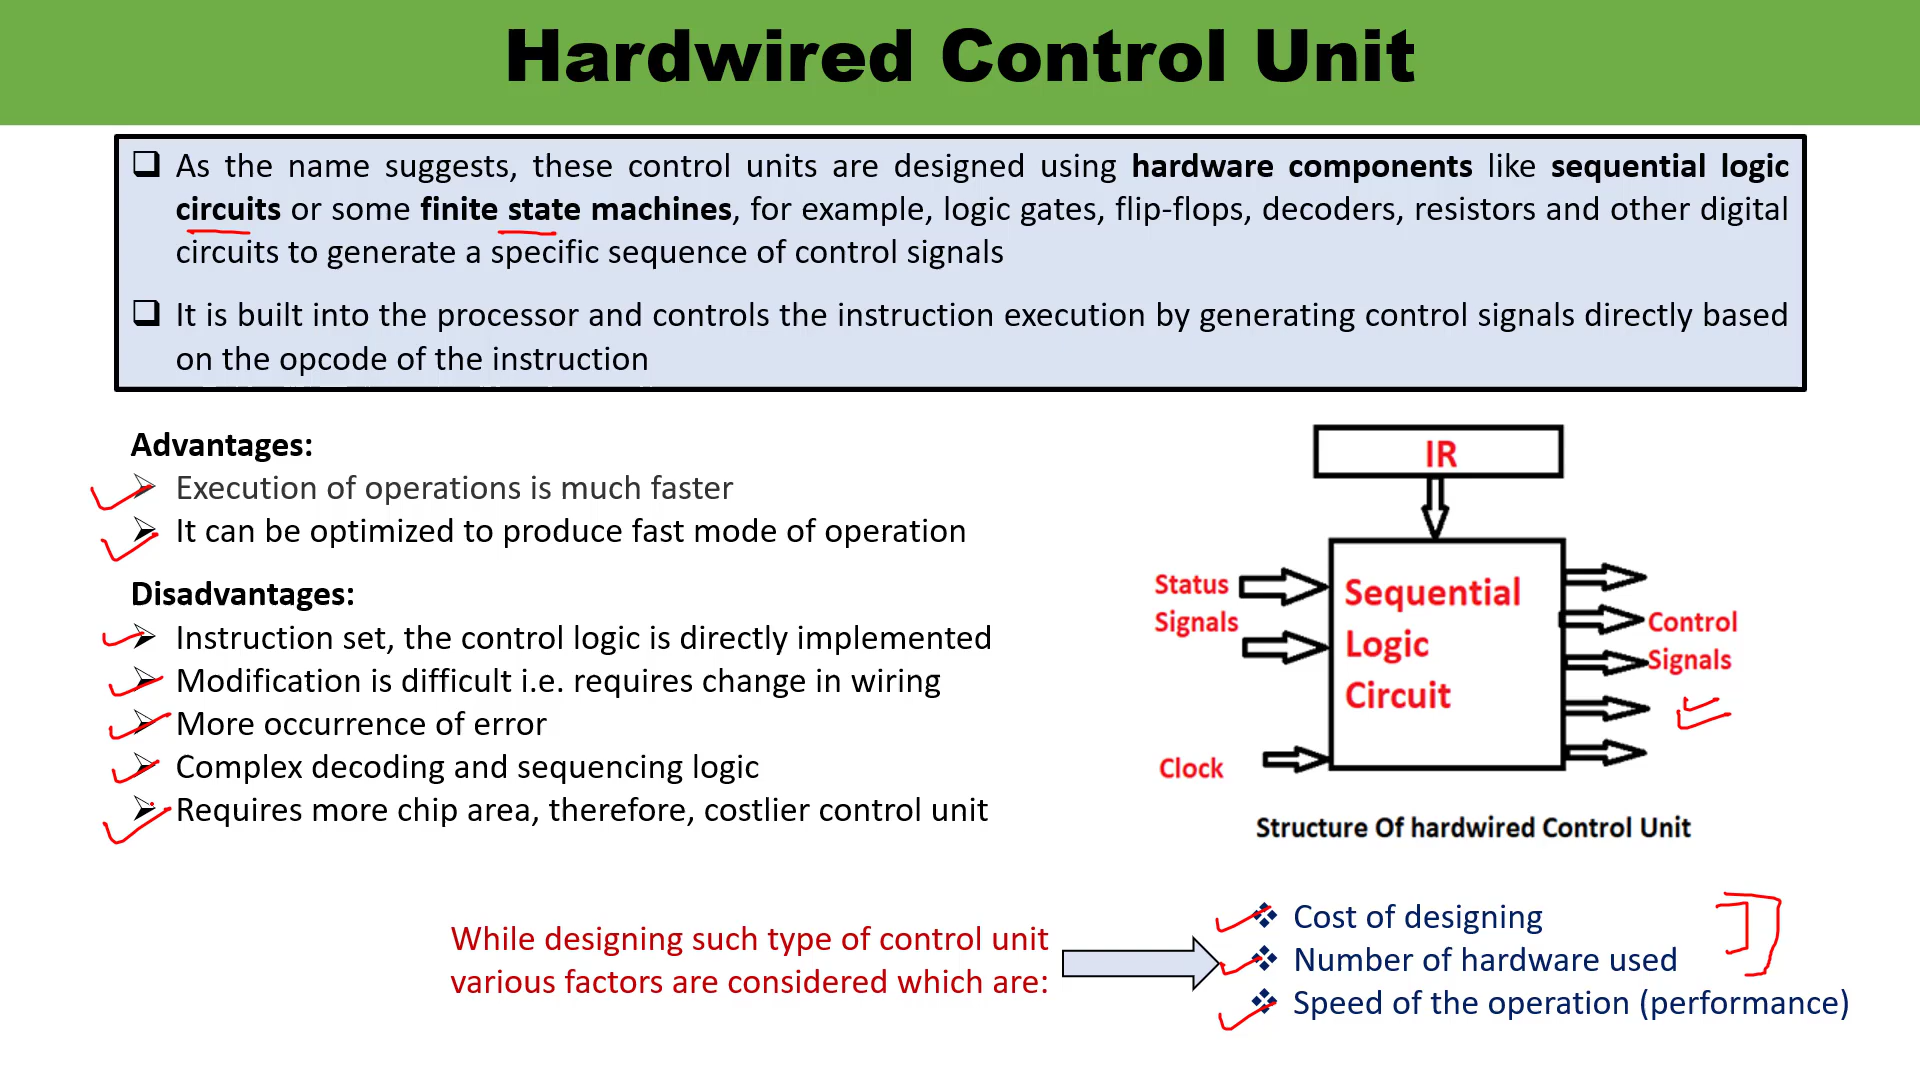 Hardwired Control Unit
As the name suggests, these control units are designed using hardware components like sequential logic
circuits or some finite state machines, for example, logic gates, flip-flops, decoders, resistors and other digital
circuits to generate a specific sequence of control signals
It is built into the processor and controls the instruction execution by generating control signals directly based
on the opcode of the instruction
Advantages:
Execution of operations is much faster
It can be optimized to produce fast mode of operation
Disadvantages:
Instruction set, the control logic is directly implemented
Modification is difficult i.e. requires change in wiring
More occurrence of error
Complex decoding and sequencing logic
Requires more chip area, therefore, costlier control unit
IR
Status
Signals
Sequential
Logic
Circuit
Control
Signals
Clock
Structure Of hardwired Control Unit
While designing such type of control unit
various factors are considered which are:
Cost of designing
Number of hardware used
Speed of the operation (performance)